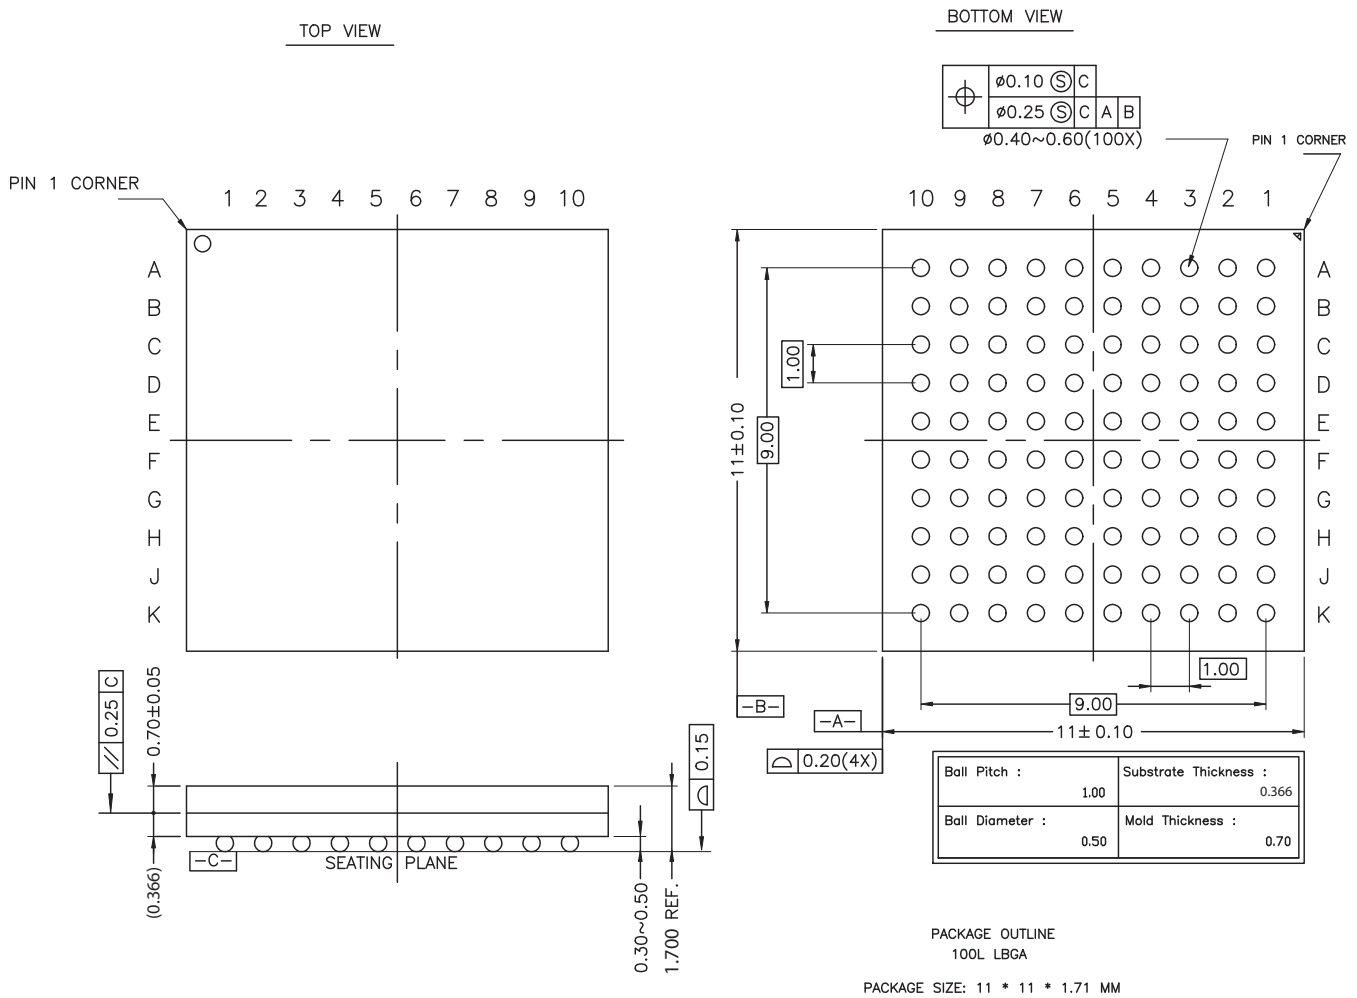 TOP VIEW
BOTTOM VIEW
⌀0.10 Ⓢ C
⌀0.25 Ⓢ C A B
⌀0.40~0.60(100X)
PIN 1 CORNER
PIN 1 CORNER
1 2 3 4 5 6 7 8 9 10
10 9 8 7 6 5 4 3 2 1
A
B
C
D
E
F
G
H
J
K
A
B
C
D
E
F
G
H
J
K
1.00
9.00
11±0.10
1.00
9.00
11±0.10
-B-
-A-
0.20(4X)
// 0.25 C
0.70±0.05
(0.366)
-C-
SEATING PLANE
0.30~0.50
1.700 REF.
0.15
Ball Pitch :
1.00
Substrate Thickness :
0.366
Ball Diameter :
0.50
Mold Thickness :
0.70
PACKAGE OUTLINE
100L LBGA
PACKAGE SIZE: 11 * 11 * 1.71 MM